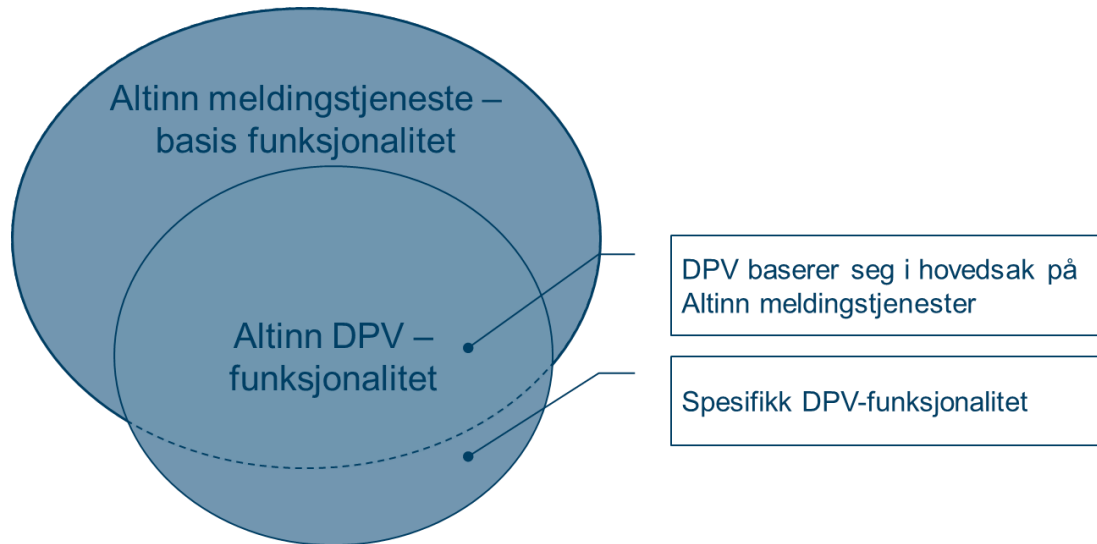 Altinn meldingstjeneste –
basis funksjonalitet
Altinn DPV –
funksjonalitet
DPV baserer seg i hovedsak på
Altinn meldingstjenester
Spesifikk DPV-funksjonalitet